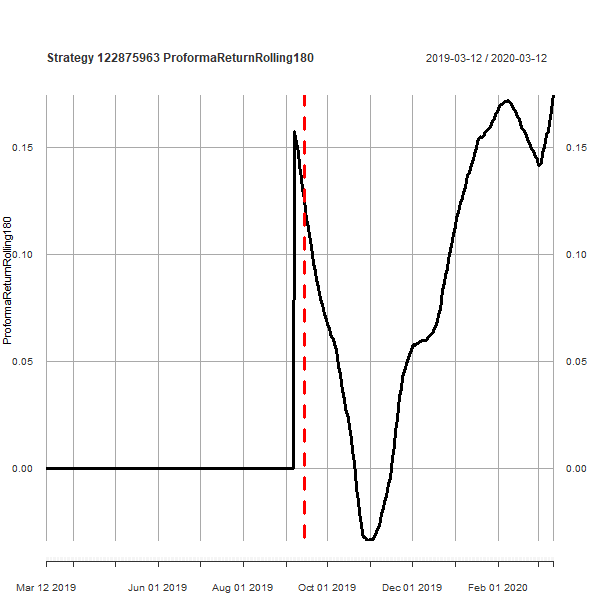 Strategy 122875963 ProformaReturnRolling180 2019-03-12 / 2020-03-12
ProformaReturnRolling180
0.15 0.15
0.10 0.10
0.05 0.05
0.00 0.00
Mar 12 2019 Jun 01 2019 Aug 01 2019 Oct 01 2019 Dec 01 2019 Feb 01 2020